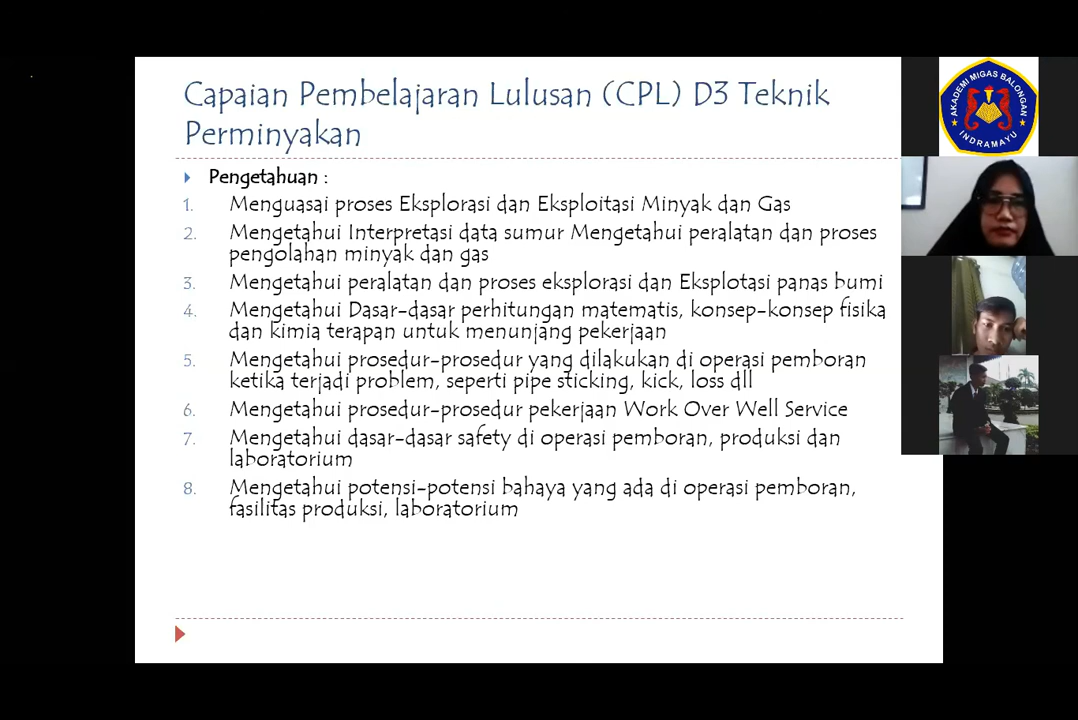 Capaian Pembelajaran Lulusan (CPL) D3 Teknik
Perminyakan
Pengetahuan :
1. Menguasai proses Eksplorasi dan Eksploitasi Minyak dan Gas
2. Mengetahui Interpretasi data sumur Mengetahui peralatan dan proses
pengolahan minyak dan gas
3. Mengetahui peralatan dan proses eksplorasi dan Eksplotasi panas bumi
4. Mengetahui Dasar-dasar perhitungan matematis, konsep-konsep fisika
dan kimia terapan untuk menunjang pekerjaan
5. Mengetahui prosedur-prosedur yang dilakukan di operasi pemboran
ketika terjadi problem, seperti pipe sticking, kick, loss dll
6. Mengetahui prosedur-prosedur pekerjaan Work Over Well Service
7. Mengetahui dasar-dasar safety di operasi pemboran, produksi dan
laboratorium
8. Mengetahui potensi-potensi bahaya yang ada di operasi pemboran,
fasilitas produksi, laboratorium
AKADEMI MIGAS BALONGAN
INDRAMAYU